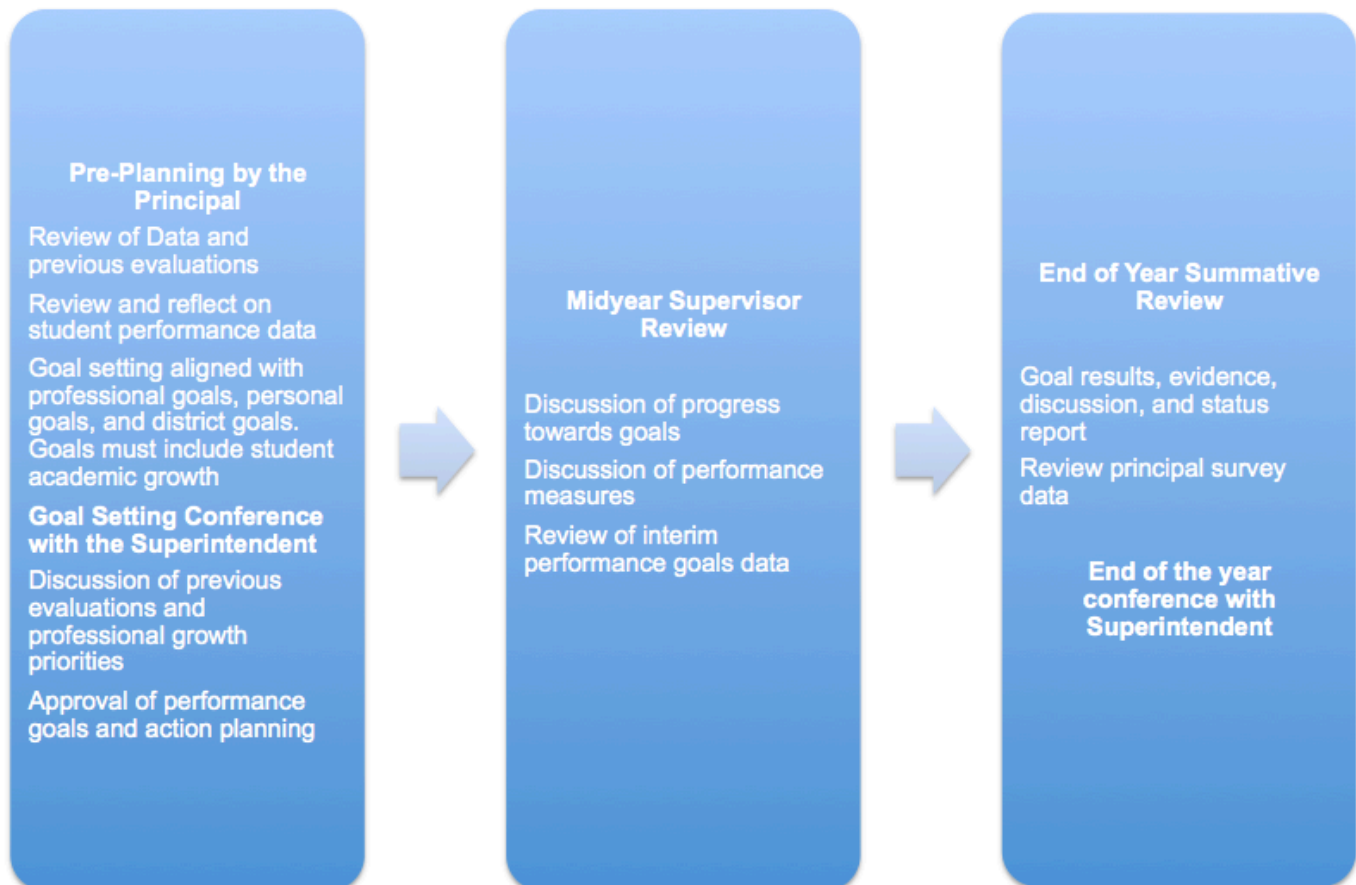 Pre-Planning by the
Principal
Review of Data and
previous evaluations
Review and reflect on
student performance data
Goal setting aligned with
professional goals, personal
goals, and district goals.
Goals must include student
academic growth
Goal Setting Conference
with the Superintendent
Discussion of previous
evaluations and
professional growth
priorities
Approval of performance
goals and action planning
Midyear Supervisor
Review
Discussion of progress
towards goals
Discussion of performance
measures
Review of interim
performance goals data
End of Year Summative
Review
Goal results, evidence,
discussion, and status
report
Review principal survey
data
End of the year
conference with
Superintendent